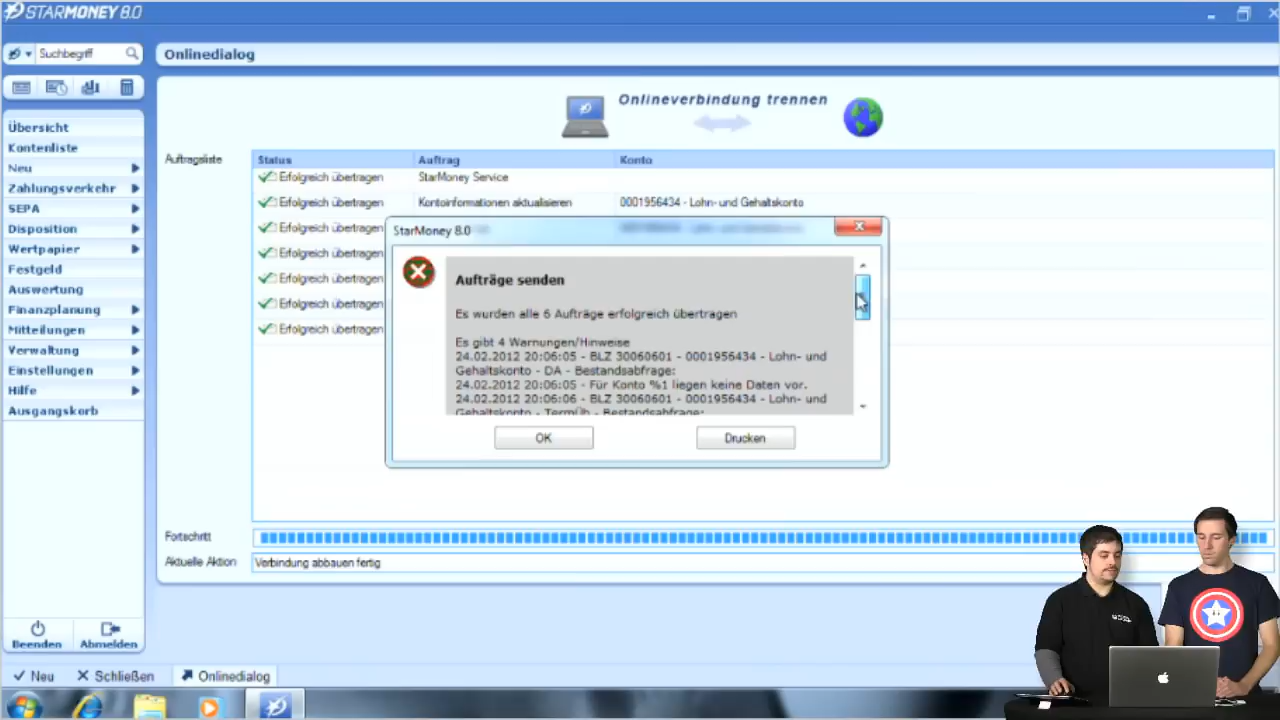 STARMONEY 8.0
Suchbegriff
Onlinedialog
Onlineverbindung trennen
Übersicht
Kontenliste
Neu
Zahlungsverkehr
SEPA
Disposition
Wertpapier
Festgeld
Auswertung
Finanzplanung
Mitteilungen
Verwaltung
Einstellungen
Hilfe
Ausgangskorb
Beenden Abmelden
Auftragsliste
Status Auftrag Konto
Erfolgreich übertragen StarMoney Service
Erfolgreich übertragen Kontoinformationen aktualisieren 0001956434 - Lohn- und Gehaltskonto
Erfolgreich übertragen
Erfolgreich übertragen
Erfolgreich übertragen
Erfolgreich übertragen
Erfolgreich übertragen
StarMoney 8.0
Aufträge senden
Es wurden alle 6 Aufträge erfolgreich übertragen
Es gibt 4 Warnungen/Hinweise
24.02.2012 20:06:05 - BLZ 30060601 - 0001956434 - Lohn- und
Gehaltskonto - DA - Bestandsabfrage:
24.02.2012 20:06:05 - Für Konto %1 liegen keine Daten vor.
24.02.2012 20:06:06 - BLZ 30060601 - 0001956434 - Lohn- und
Gehaltskonto - TermÜb - Bestandsabfrage:
OK Drucken
Fortschritt
Aktuelle Aktion Verbindung abbauen fertig
Neu Schließen Onlinedialog